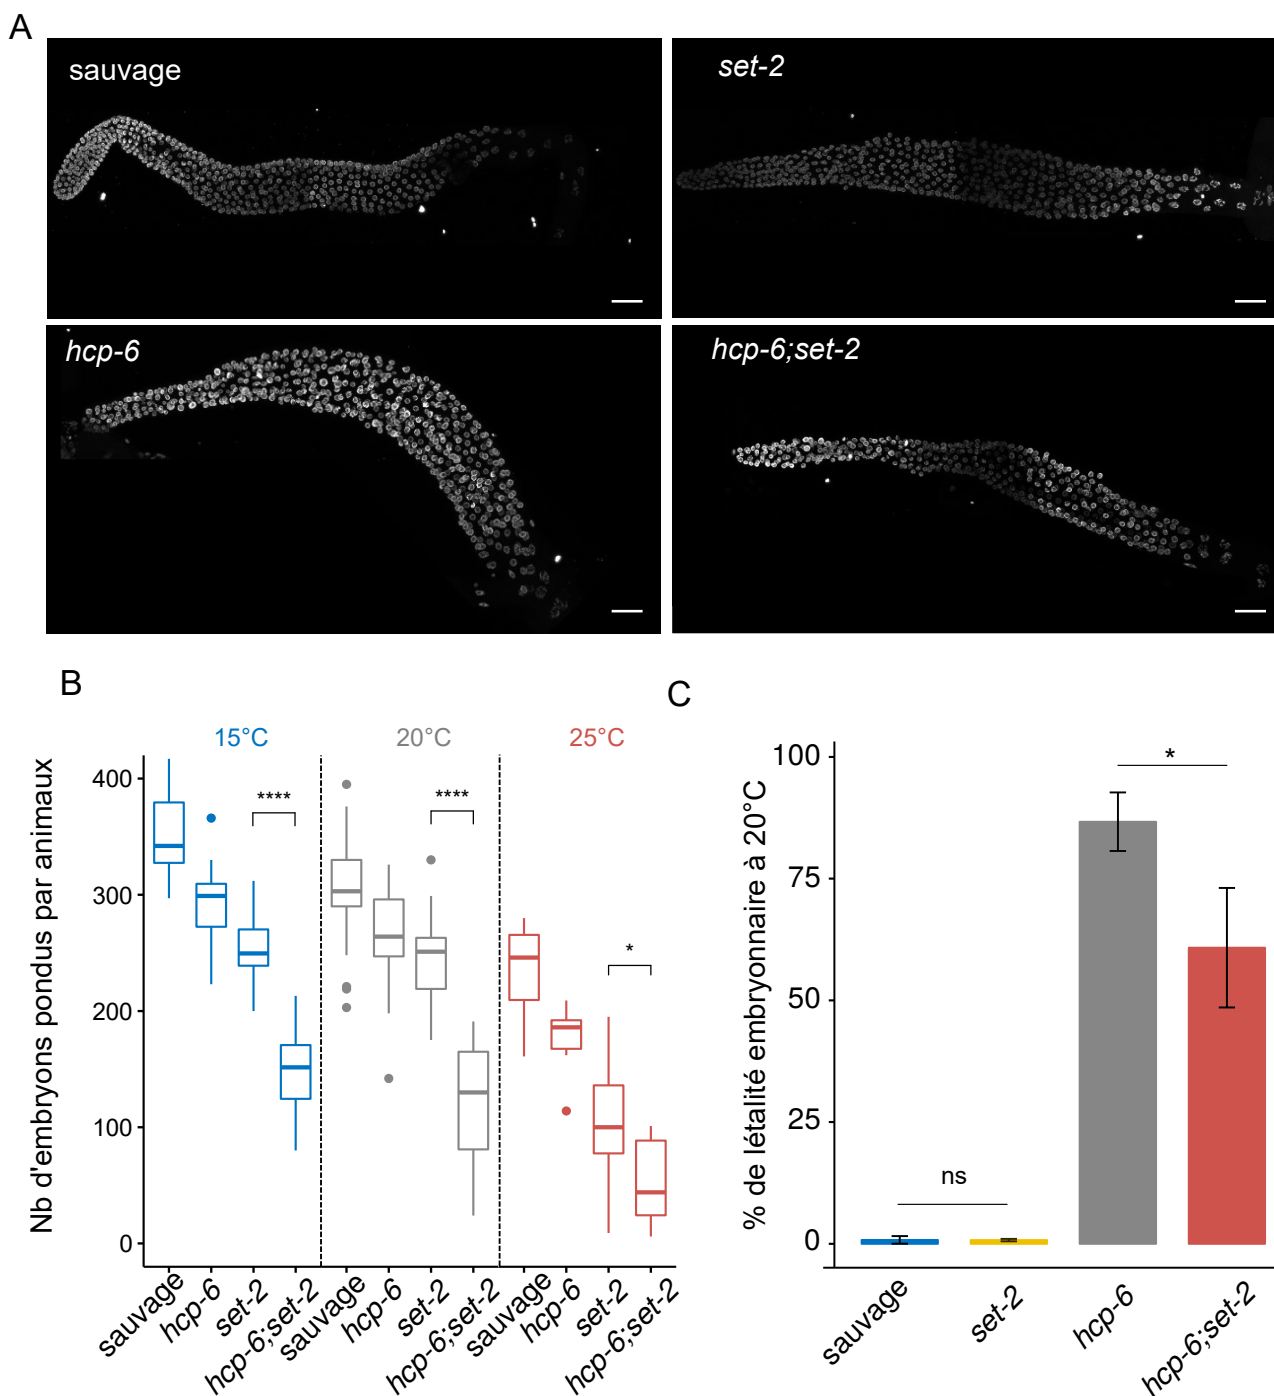 A
sauvage
set-2
hcp-6
hcp-6;set-2
B
C
15°C
20°C
25°C
Nb d'embryons pondus par animaux
400
300
200
100
0
****
****
*
sauvage
hcp-6
set-2
hcp-6;set-2
sauvage
hcp-6
set-2
hcp-6;set-2
sauvage
hcp-6
set-2
hcp-6;set-2
% de létalité embryonnaire à 20°C
100
75
50
25
0
ns
*
sauvage
set-2
hcp-6
hcp-6;set-2